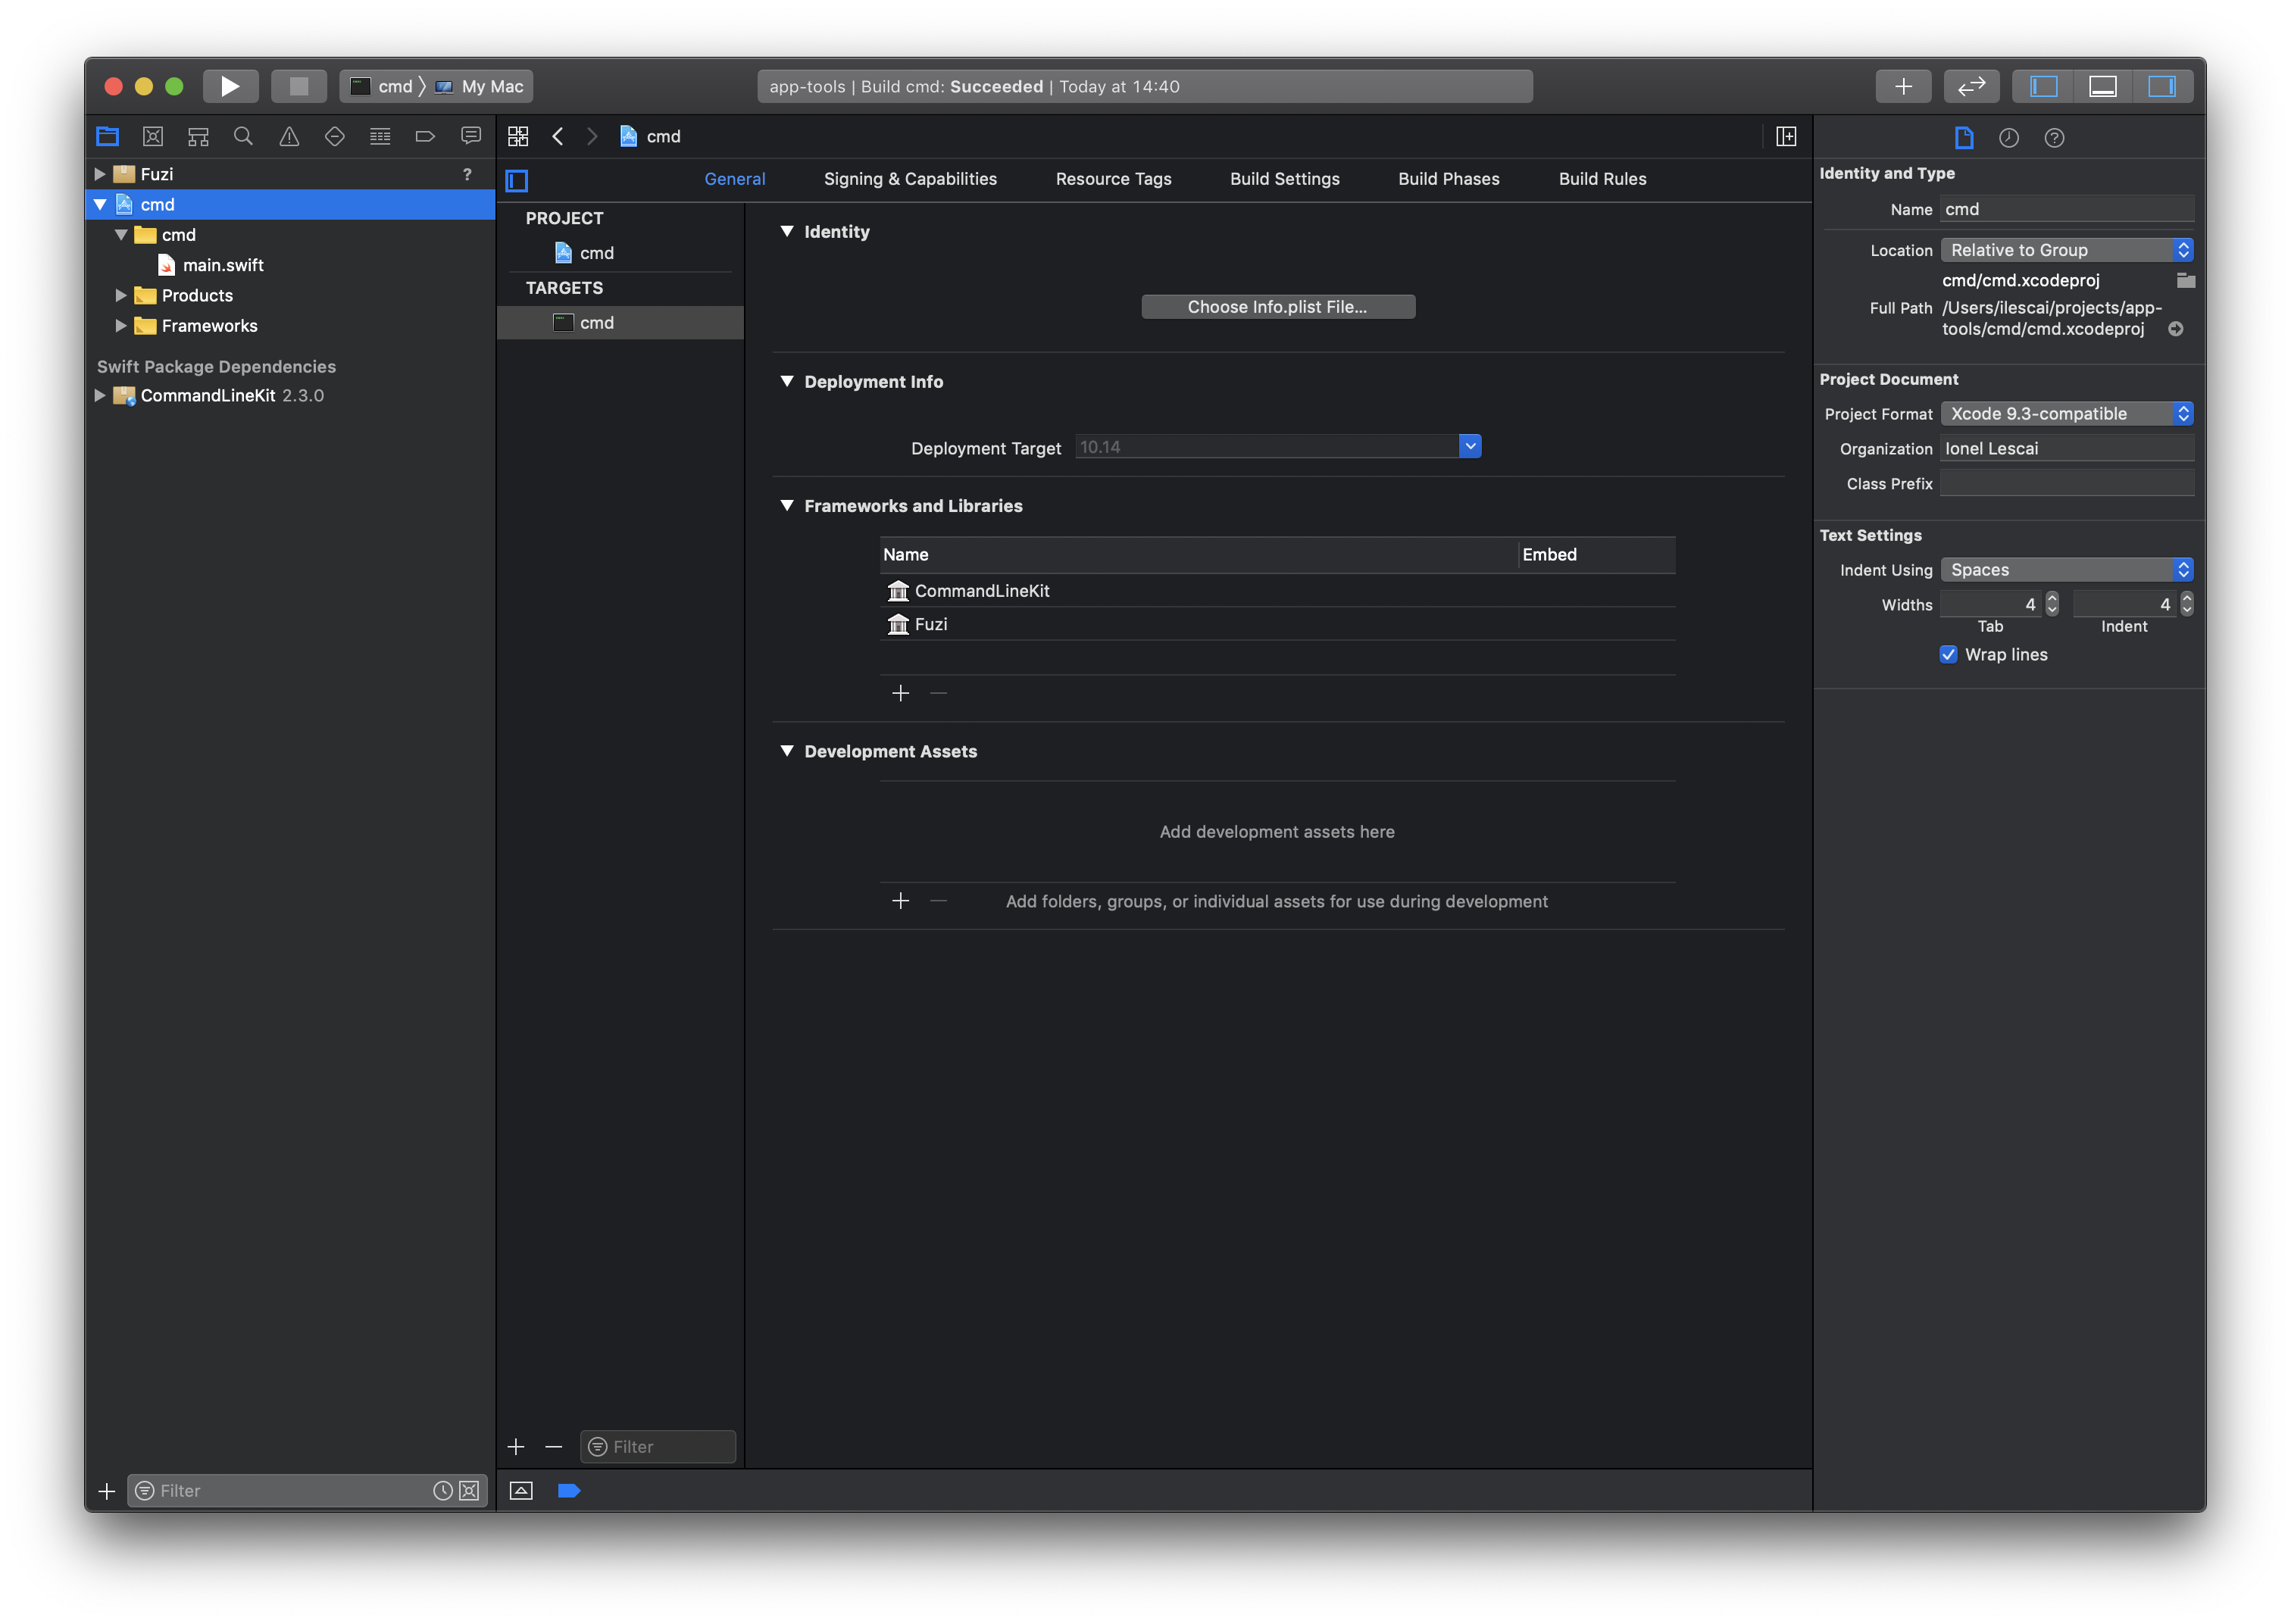 cmd
My Mac
app-tools | Build cmd: Succeeded | Today at 14:40
Fuzi ?
cmd
cmd
main.swift
Products
Frameworks
Swift Package Dependencies
CommandLineKit 2.3.0
Filter
cmd
General
Signing & Capabilities
Resource Tags
Build Settings
Build Phases
Build Rules
PROJECT
cmd
TARGETS
cmd
Filter
Identity
Choose Info.plist File...
Deployment Info
Deployment Target 10.14
Frameworks and Libraries
Name Embed
CommandLineKit
Fuzi
Development Assets
Add development assets here
Add folders, groups, or individual assets for use during development
Identity and Type
Name cmd
Location Relative to Group
cmd/cmd.xcodeproj
Full Path /Users/ilescai/projects/app-
tools/cmd/cmd.xcodeproj
Project Document
Project Format Xcode 9.3-compatible
Organization Ionel Lescai
Class Prefix
Text Settings
Indent Using Spaces
Widths 4 4
Tab Indent
Wrap lines